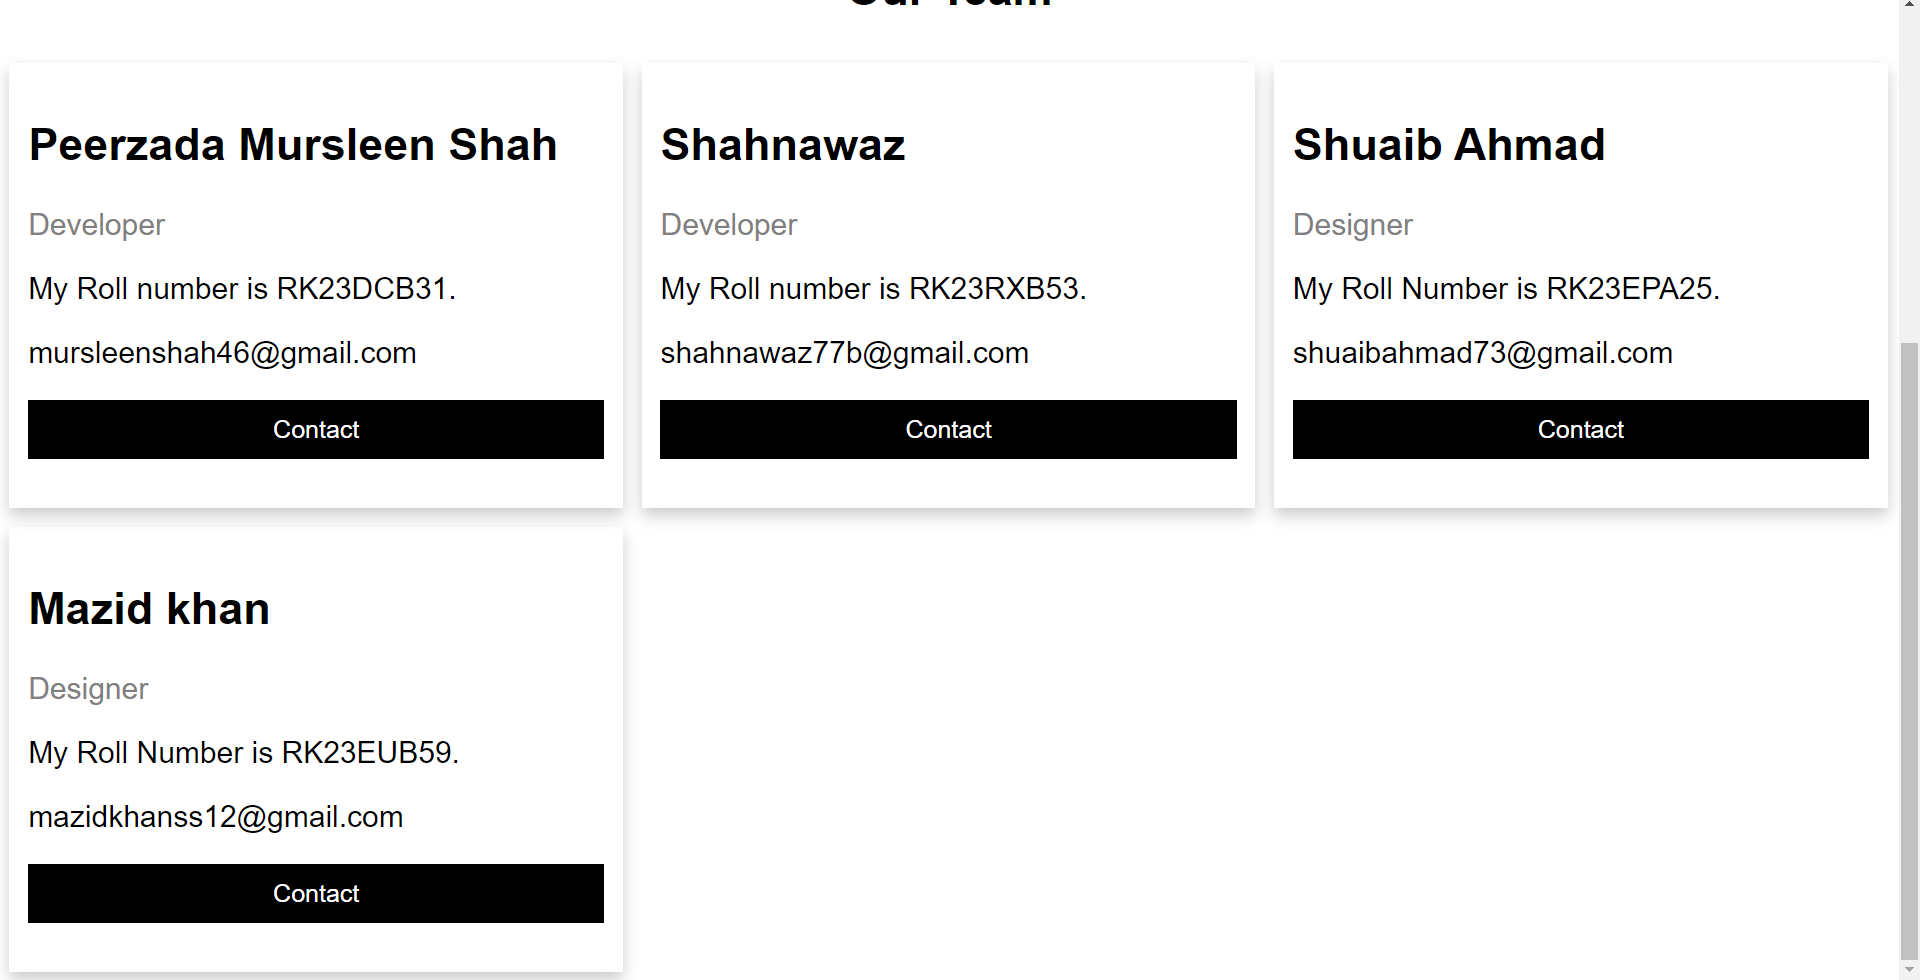 Our Team
Peerzada Mursleen Shah
Developer
My Roll number is RK23DCB31.
mursleenshah46@gmail.com
Contact
Shahnawaz
Developer
My Roll number is RK23RXB53.
shahnawaz77b@gmail.com
Contact
Shuaib Ahmad
Designer
My Roll Number is RK23EPA25.
shuaibahmad73@gmail.com
Contact
Mazid khan
Designer
My Roll Number is RK23EUB59.
mazidkhanss12@gmail.com
Contact